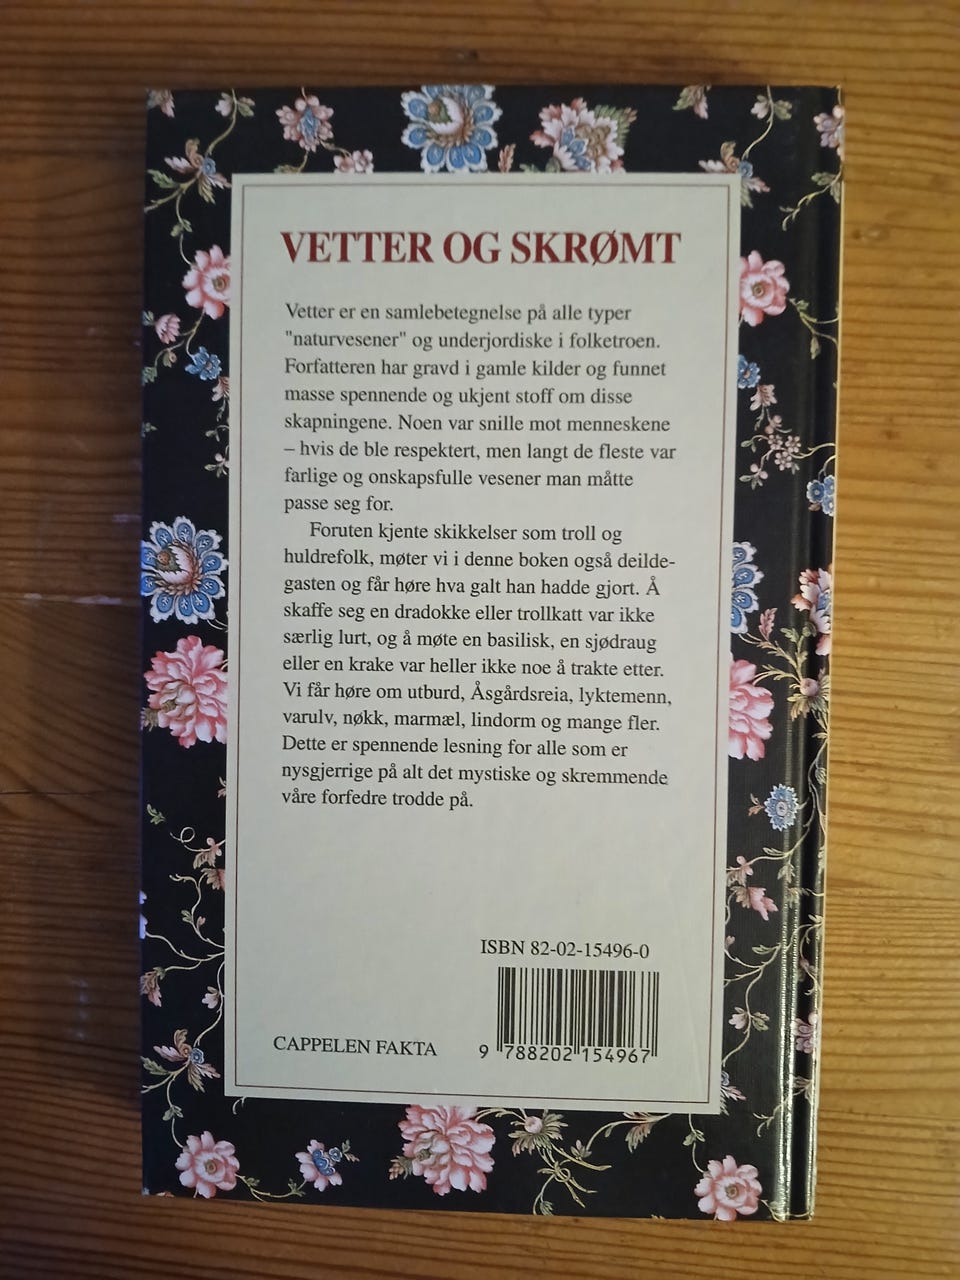 VETTER OG SKRØMT
Vetter er en samlebetegnelse på alle typer
"naturvesener" og underjordiske i folketroen.
Forfatteren har gravd i gamle kilder og funnet
masse spennende og ukjent stoff om disse
skapningene. Noen var snille mot menneskene
– hvis de ble respektert, men langt de fleste var
farlige og onskapsfulle vesener man måtte
passe seg for.
Foruten kjente skikkelser som troll og
huldrefolk, møter vi i denne boken også deilde-
gasten og får høre hva galt han hadde gjort. Å
skaffe seg en dradokke eller trollkatt var ikke
særlig lurt, og å møte en basilisk, en sjødraug
eller en krake var heller ikke noe å trakte etter.
Vi får høre om utburd, Åsgårdsreia, lyktemenn,
varulv, nøkk, marmæl, lindorm og mange fler.
Dette er spennende lesning for alle som er
nysgjerrige på alt det mystiske og skremmende
våre forfedre trodde på.
ISBN 82-02-15496-0
CAPPELEN FAKTA
9 788202 154967